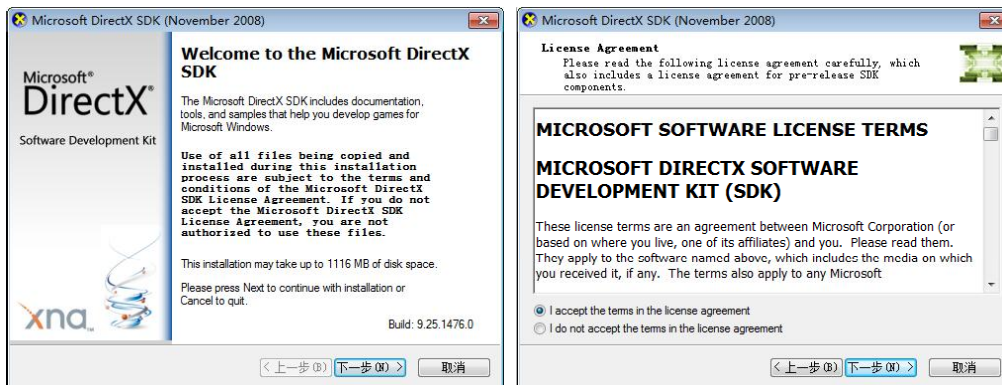 Microsoft DirectX SDK (November 2008)
Microsoft®
DirectX®
Software Development Kit
xna™
Welcome to the Microsoft DirectX
SDK
The Microsoft DirectX SDK includes documentation,
tools, and samples that help you develop games for
Microsoft Windows.
Use of all files being copied and
installed during this installation
process are subject to the terms and
conditions of the Microsoft DirectX
SDK License Agreement. If you do not
accept the Microsoft DirectX SDK
License Agreement, you are not
authorized to use these files.
This installation may take up to 1116 MB of disk space.
Please press Next to continue with installation or
Cancel to quit.
Build: 9.25.1476.0
< 上一步(B) 下一步(N) > 取消
Microsoft DirectX SDK (November 2008)
License Agreement
Please read the following license agreement carefully, which
also includes a license agreement for pre-release SDK
components.
MICROSOFT SOFTWARE LICENSE TERMS
MICROSOFT DIRECTX SOFTWARE
DEVELOPMENT KIT (SDK)
These license terms are an agreement between Microsoft Corporation (or
based on where you live, one of its affiliates) and you.  Please read them.
They apply to the software named above, which includes the media on which
you received it, if any.  The terms also apply to any Microsoft
I accept the terms in the license agreement
I do not accept the terms in the license agreement
< 上一步(B) 下一步(N) > 取消